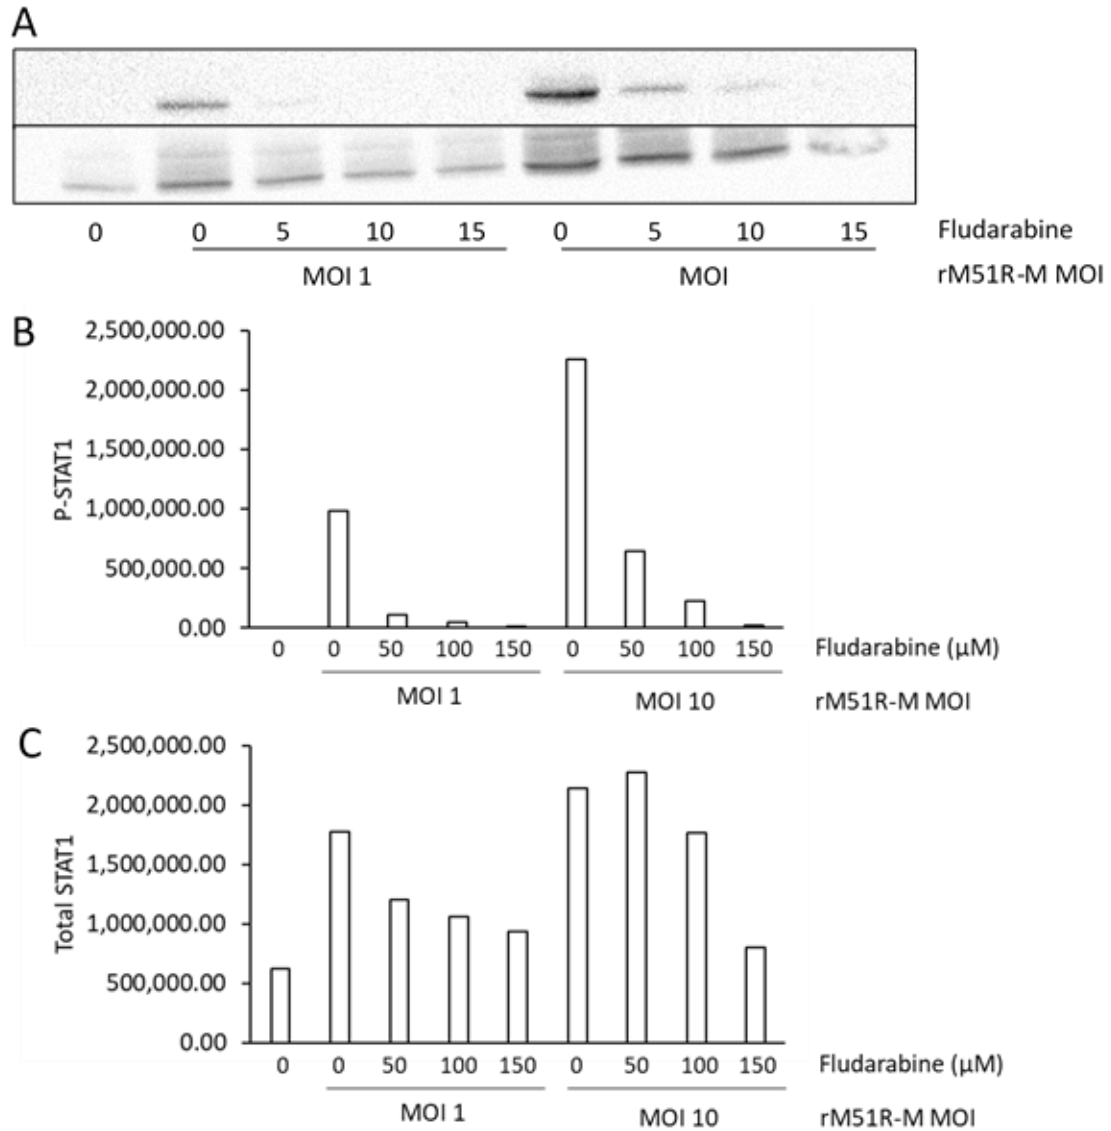 A
0 0 5 10 15 0 5 10 15 Fludarabine
MOI 1 MOI rM51R-M MOI
B
P-STAT1
2,500,000.00
2,000,000.00
1,500,000.00
1,000,000.00
500,000.00
0.00
0 0 50 100 150 0 50 100 150 Fludarabine (µM)
MOI 1 MOI 10 rM51R-M MOI
C
Total STAT1
2,500,000.00
2,000,000.00
1,500,000.00
1,000,000.00
500,000.00
0.00
0 0 50 100 150 0 50 100 150 Fludarabine (µM)
MOI 1 MOI 10 rM51R-M MOI